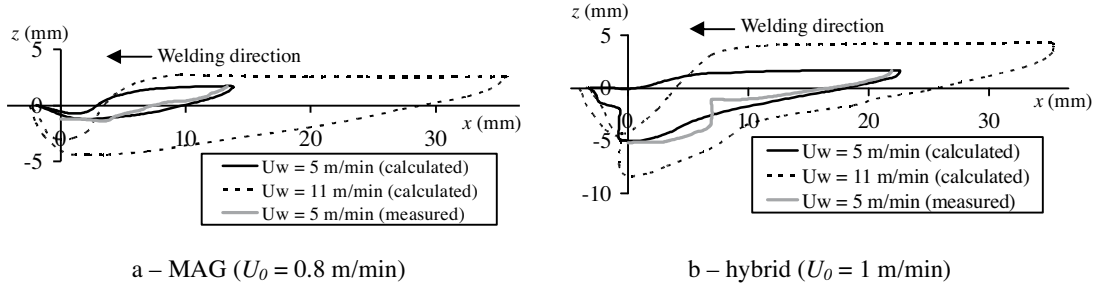 z (mm)
5
Welding direction
0
0
10
20
30
x (mm)
-5
Uw = 5 m/min (calculated)
Uw = 11 m/min (calculated)
Uw = 5 m/min (measured)
a – MAG (U0 = 0.8 m/min)
z (mm)
5
Welding direction
0
0
10
20
30
x (mm)
-5
-10
Uw = 5 m/min (calculated)
Uw = 11 m/min (calculated)
Uw = 5 m/min (measured)
b – hybrid (U0 = 1 m/min)